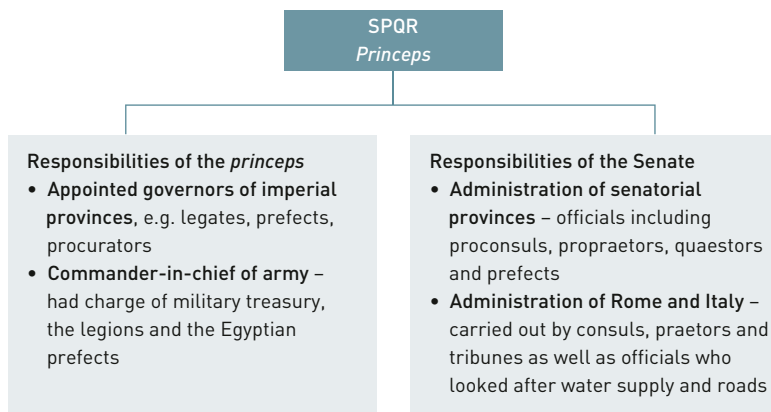 SPQR
Princeps
Responsibilities of the princeps
• Appointed governors of imperial
provinces, e.g. legates, prefects,
procurators
• Commander-in-chief of army –
had charge of military treasury,
the legions and the Egyptian
prefects
Responsibilities of the Senate
• Administration of senatorial
provinces – officials including
proconsuls, propraetors, quaestors
and prefects
• Administration of Rome and Italy –
carried out by consuls, praetors and
tribunes as well as officials who
looked after water supply and roads